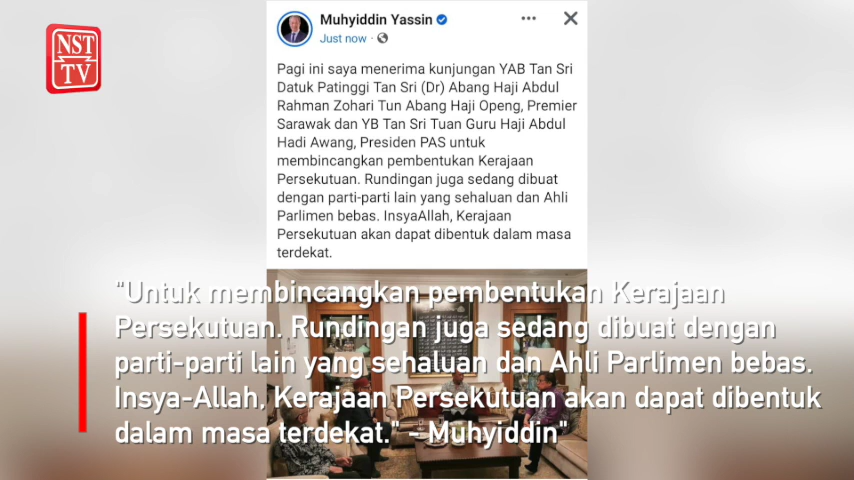 NST
TV
Muhyiddin Yassin
Just now
Pagi ini saya menerima kunjungan YAB Tan Sri
Datuk Patinggi Tan Sri (Dr) Abang Haji Abdul
Rahman Zohari Tun Abang Haji Openg, Premier
Sarawak dan YB Tan Sri Tuan Guru Haji Abdul
Hadi Awang, Presiden PAS untuk
membincangkan pembentukan Kerajaan
Persekutuan. Rundingan juga sedang dibuat
dengan parti-parti lain yang sehaluan dan Ahli
Parlimen bebas. InsyaAllah, Kerajaan
Persekutuan akan dapat dibentuk dalam masa
terdekat.
"Untuk membincangkan pembentukan Kerajaan
Persekutuan. Rundingan juga sedang dibuat dengan
parti-parti lain yang sehaluan dan Ahli Parlimen bebas.
Insya-Allah, Kerajaan Persekutuan akan dapat dibentuk
dalam masa terdekat." - Muhyiddin"